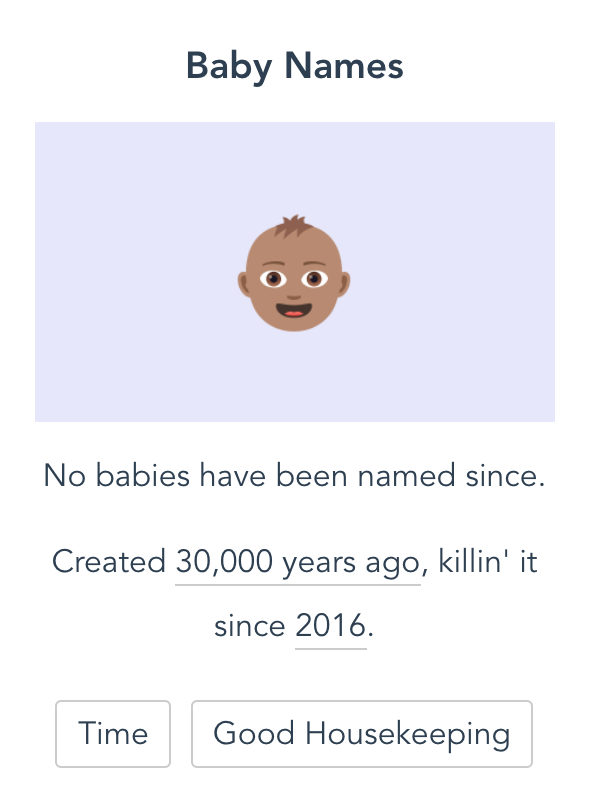 Baby Names
No babies have been named since.
Created 30,000 years ago, killin' it
since 2016.
Time
Good Housekeeping